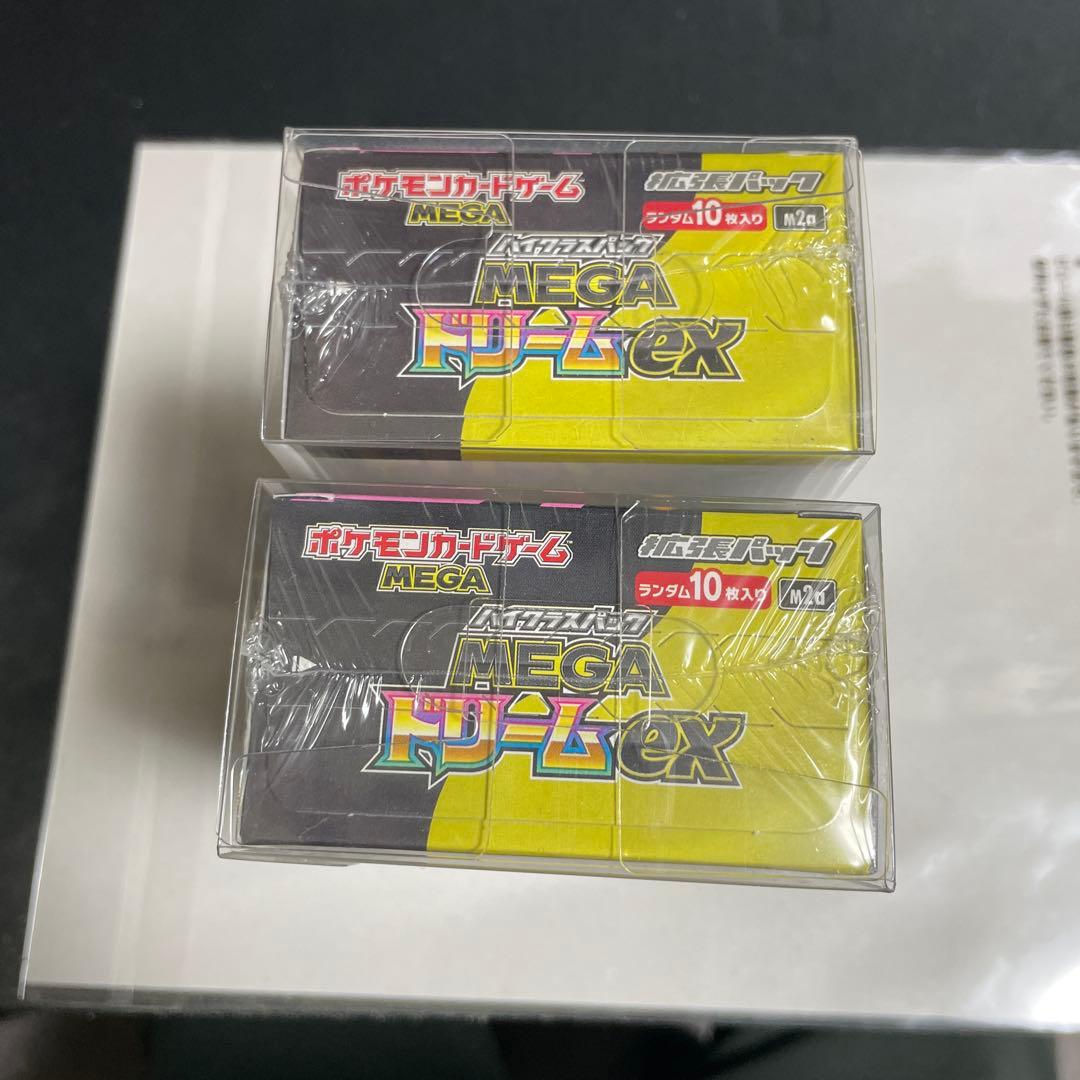 ポケモンカードゲーム
MEGA
拡張パック
ランダム10枚入り M2a
ハイクラスパック
MEGA
ドリームex
ポケモンカードゲーム
MEGA
拡張パック
ランダム10枚入り M2a
ハイクラスパック
MEGA
ドリームex